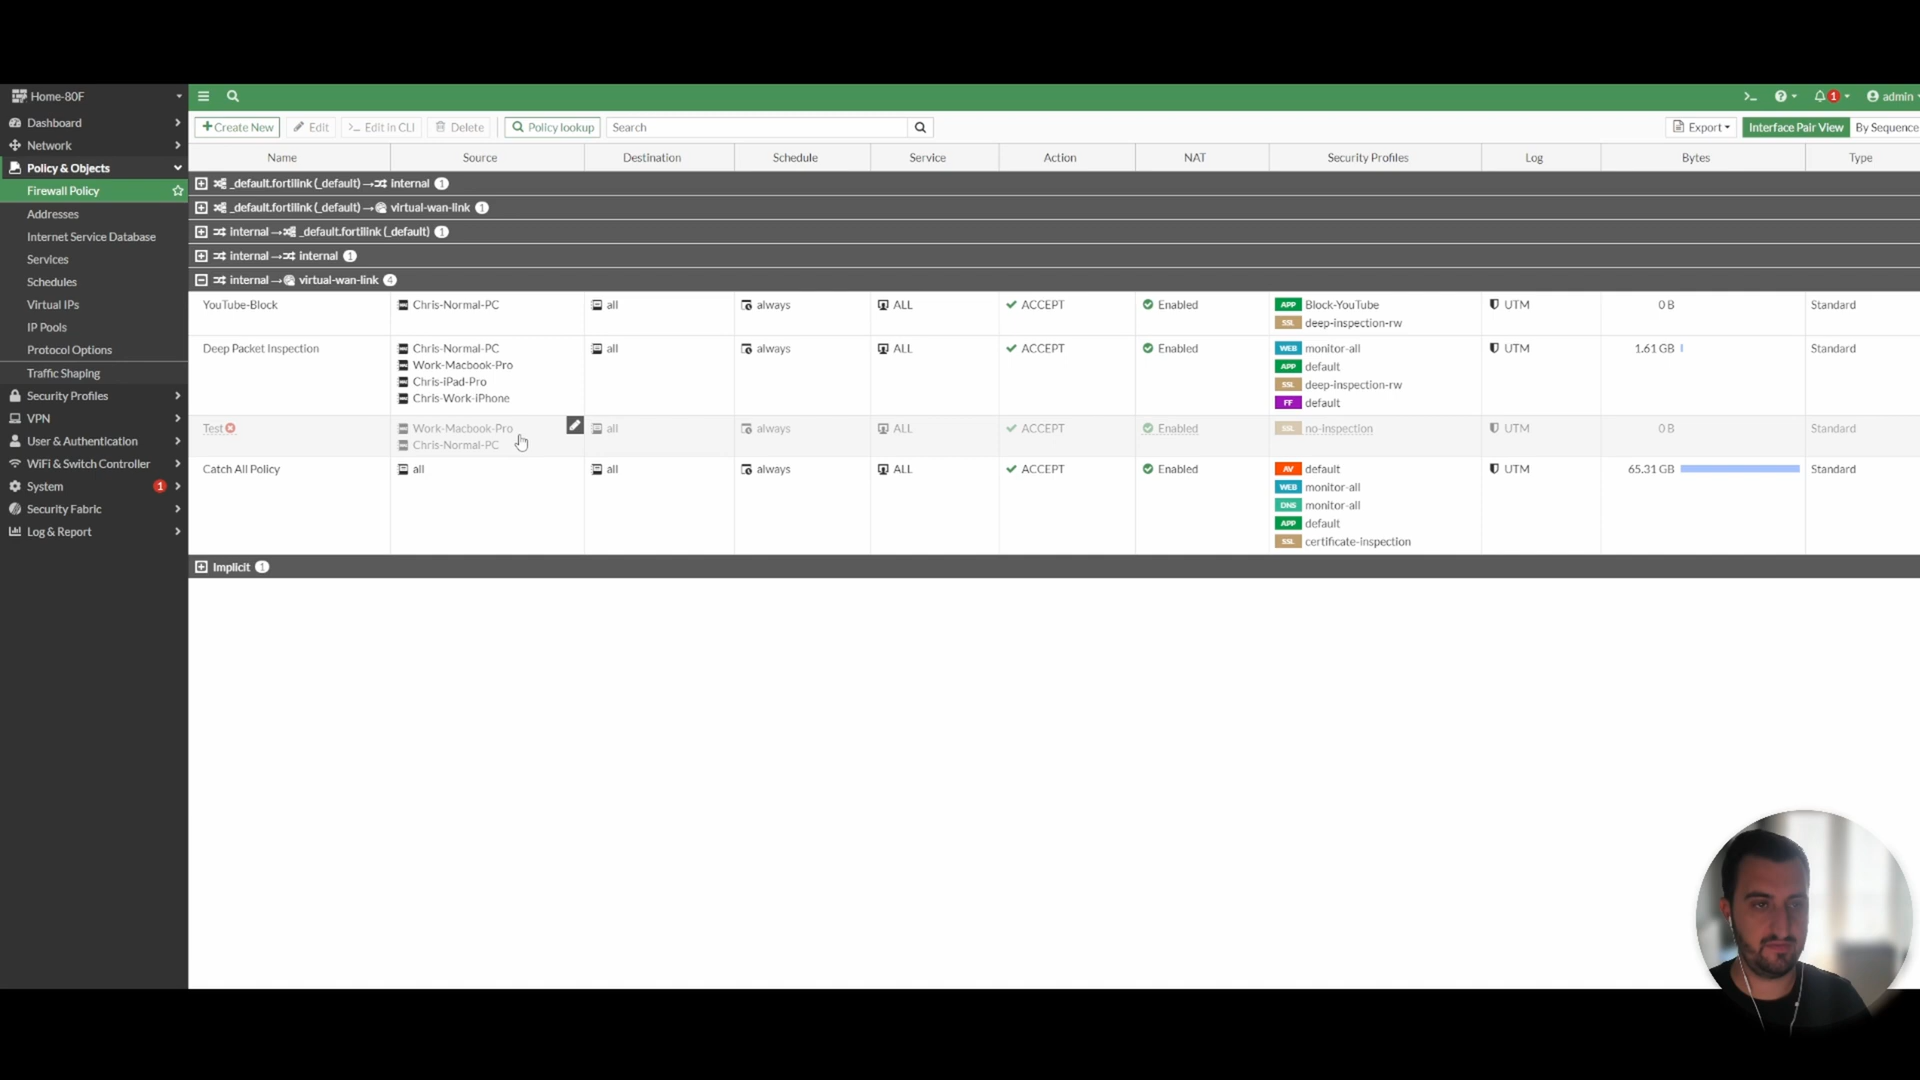 Home-80F
Dashboard
Network
Policy & Objects
Firewall Policy
Addresses
Internet Service Database
Services
Schedules
Virtual IPs
IP Pools
Protocol Options
Traffic Shaping
Security Profiles
VPN
User & Authentication
WiFi & Switch Controller
System 1
Security Fabric
Log & Report
>_ ? 1 admin
+Create New Edit >_ Edit in CLI Delete Policy lookup Search Export Interface Pair View By Sequence
Name Source Destination Schedule Service Action NAT Security Profiles Log Bytes Type
_default.fortilink (_default) → internal 1
_default.fortilink (_default) → virtual-wan-link 1
internal → _default.fortilink (_default) 1
internal → internal 1
internal → virtual-wan-link 4
YouTube-Block Chris-Normal-PC all always ALL ACCEPT Enabled APP Block-YouTube UTM 0 B Standard
SSL deep-inspection-rw
Deep Packet Inspection Chris-Normal-PC all always ALL ACCEPT Enabled WEB monitor-all UTM 1.61 GB Standard
Work-Macbook-Pro APP default
Chris-iPad-Pro SSL deep-inspection-rw
Chris-Work-iPhone FF default
Test Work-Macbook-Pro all always ALL ACCEPT Enabled SSL no-inspection UTM 0 B Standard
Chris-Normal-PC
Catch All Policy all all always ALL ACCEPT Enabled AV default UTM 65.31 GB Standard
WEB monitor-all
DNS monitor-all
APP default
SSL certificate-inspection
Implicit 1